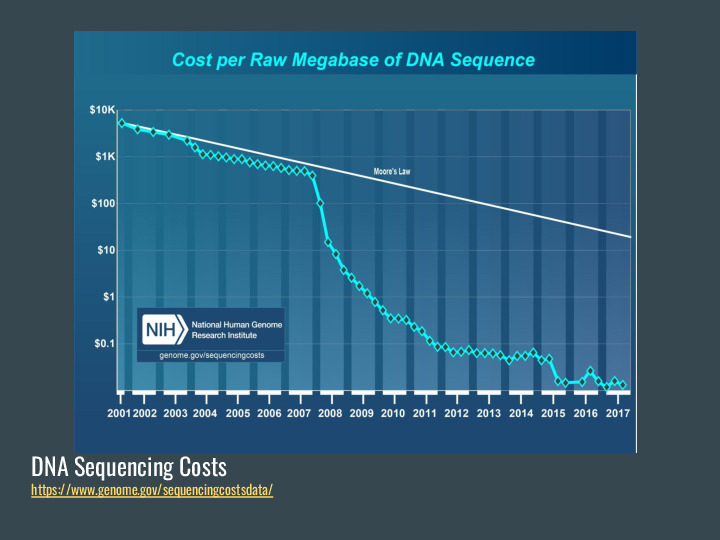 Cost per Raw Megabase of DNA Sequence
$10K
$1K
$100
$10
$1
$0.1
Moore's Law
NIH
National Human Genome
Research Institute
genome.gov/sequencingcosts
2001 2002 2003 2004 2005 2006 2007 2008 2009 2010 2011 2012 2013 2014 2015 2016 2017
DNA Sequencing Costs
https://www.genome.gov/sequencingcostsdata/